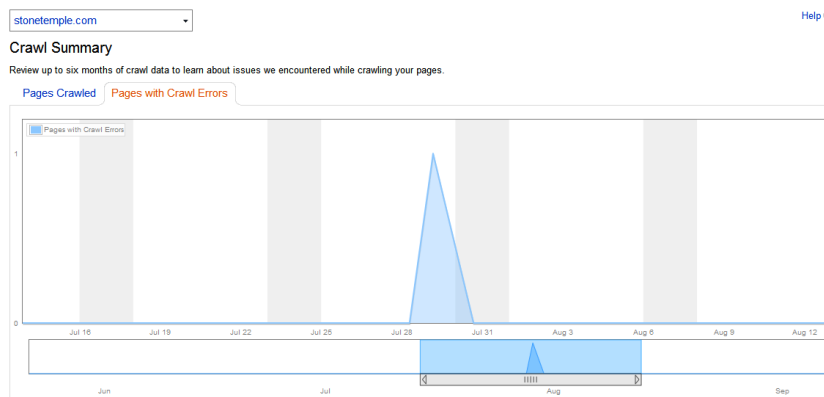 stonetemple.com
Help
Crawl Summary
Review up to six months of crawl data to learn about issues we encountered while crawling your pages.
Pages Crawled Pages with Crawl Errors
Pages with Crawl Errors
1
0
Jul 16 Jul 19 Jul 22 Jul 25 Jul 28 Jul 31 Aug 3 Aug 6 Aug 9 Aug 12
Jun Jul Aug Sep